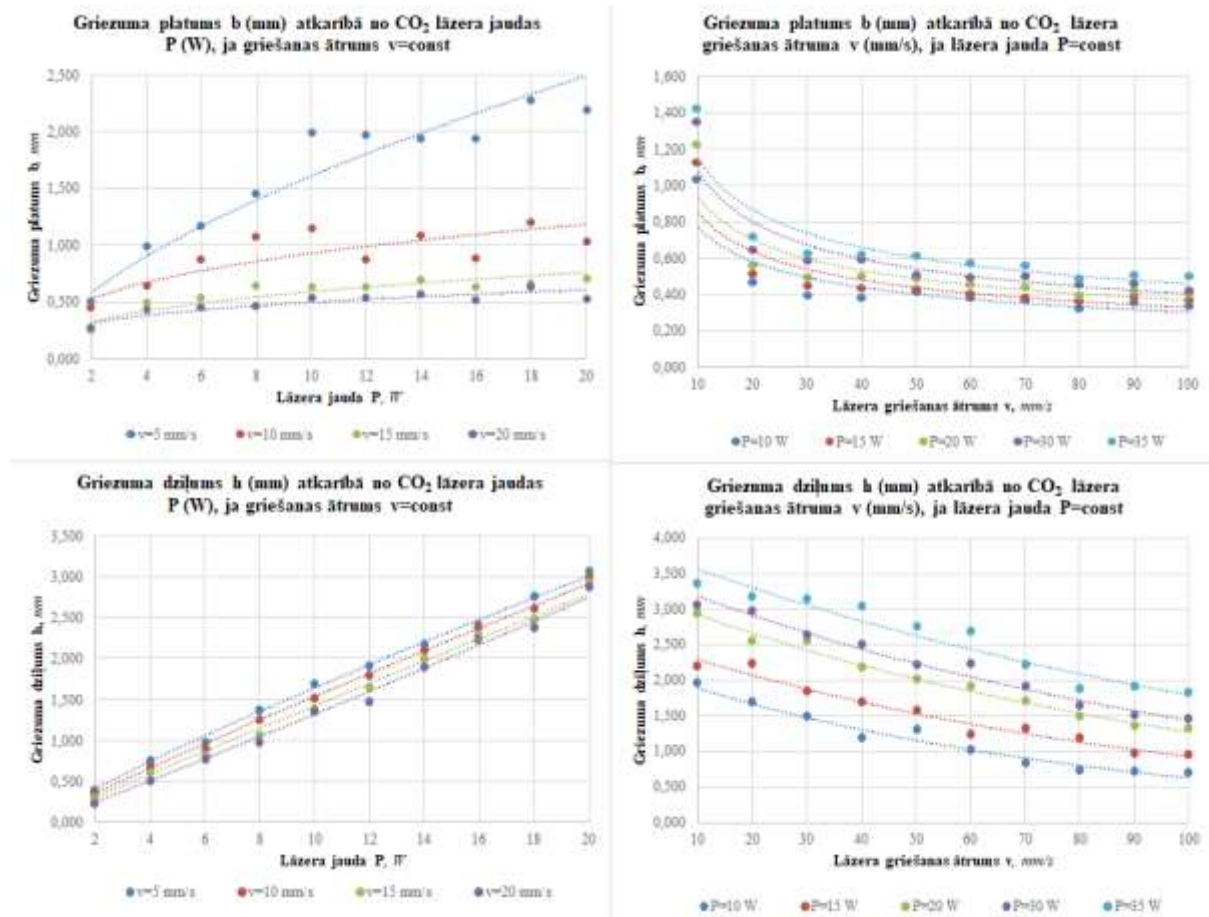 Griezuma platums b (mm) atkarībā no CO₂ lāzera jaudas
P (W), ja griešanas ātrums v=const
Griezuma platums b, mm
2,500
2,000
1,500
1,000
0,500
0,000
2 4 6 8 10 12 14 16 18 20
Lāzera jauda P, W
v=5 mm/s v=10 mm/s v=15 mm/s v=20 mm/s
Griezuma platums b (mm) atkarībā no CO₂ lāzera
griešanas ātruma v (mm/s), ja lāzera jauda P=const
Griezuma platums b, mm
1,600
1,400
1,200
1,000
0,800
0,600
0,400
0,200
0,000
10 20 30 40 50 60 70 80 90 100
Lāzera griešanas ātrums v, mm/s
P=10 W P=15 W P=20 W P=30 W P=35 W
Griezuma dziļums h (mm) atkarībā no CO₂ lāzera jaudas
P (W), ja griešanas ātrums v=const
Griezuma dziļums h, mm
3,500
3,000
2,500
2,000
1,500
1,000
0,500
0,000
2 4 6 8 10 12 14 16 18 20
Lāzera jauda P, W
v=5 mm/s v=10 mm/s v=15 mm/s v=20 mm/s
Griezuma dziļums h (mm) atkarībā no CO₂ lāzera
griešanas ātruma v (mm/s), ja lāzera jauda P=const
Griezuma dziļums h, mm
4,000
3,500
3,000
2,500
2,000
1,500
1,000
0,500
0,000
10 20 30 40 50 60 70 80 90 100
Lāzera griešanas ātrums v, mm/s
P=10 W P=15 W P=20 W P=30 W P=35 W